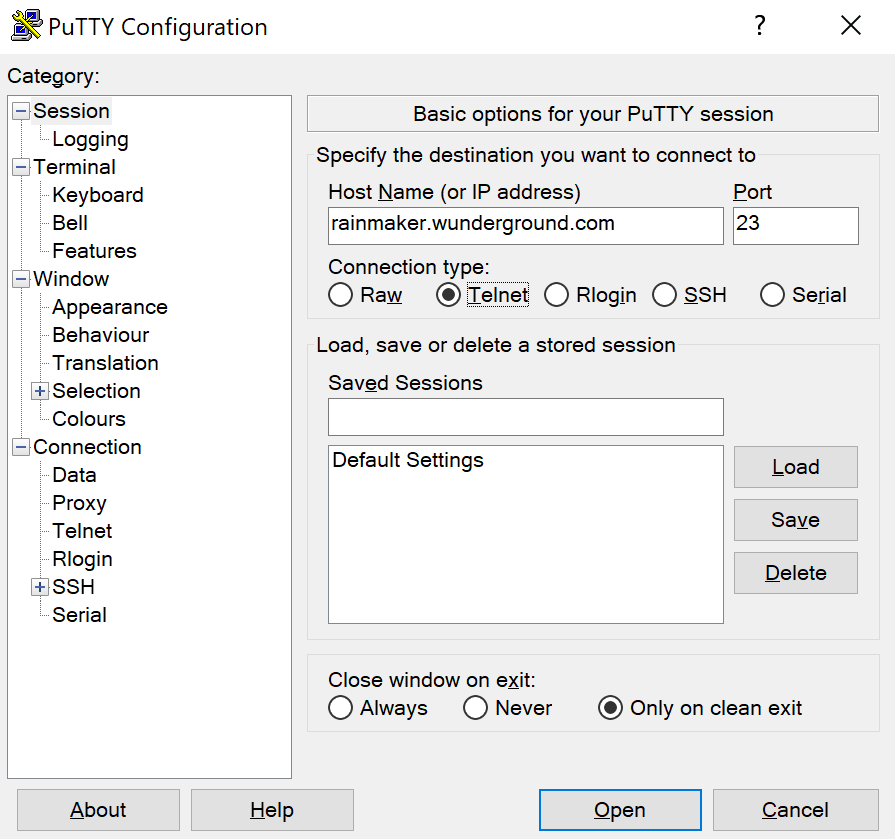 PuTTY Configuration
?
Category:
Session
Logging
Terminal
Keyboard
Bell
Features
Window
Appearance
Behaviour
Translation
Selection
Colours
Connection
Data
Proxy
Telnet
Rlogin
SSH
Serial
Basic options for your PuTTY session
Specify the destination you want to connect to
Host Name (or IP address) Port
rainmaker.wunderground.com 23
Connection type:
Raw Telnet Rlogin SSH Serial
Load, save or delete a stored session
Saved Sessions
Default Settings
Load
Save
Delete
Close window on exit:
Always Never Only on clean exit
About Help Open Cancel